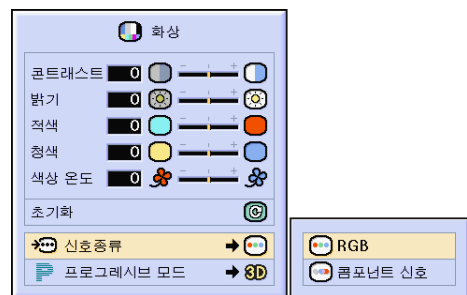 화상
콘트래스트 0
밝기 0
적색 0
청색 0
색상 온도 0
초기화
신호종류
프로그레시브 모드 3D
RGB
콤포넌트 신호